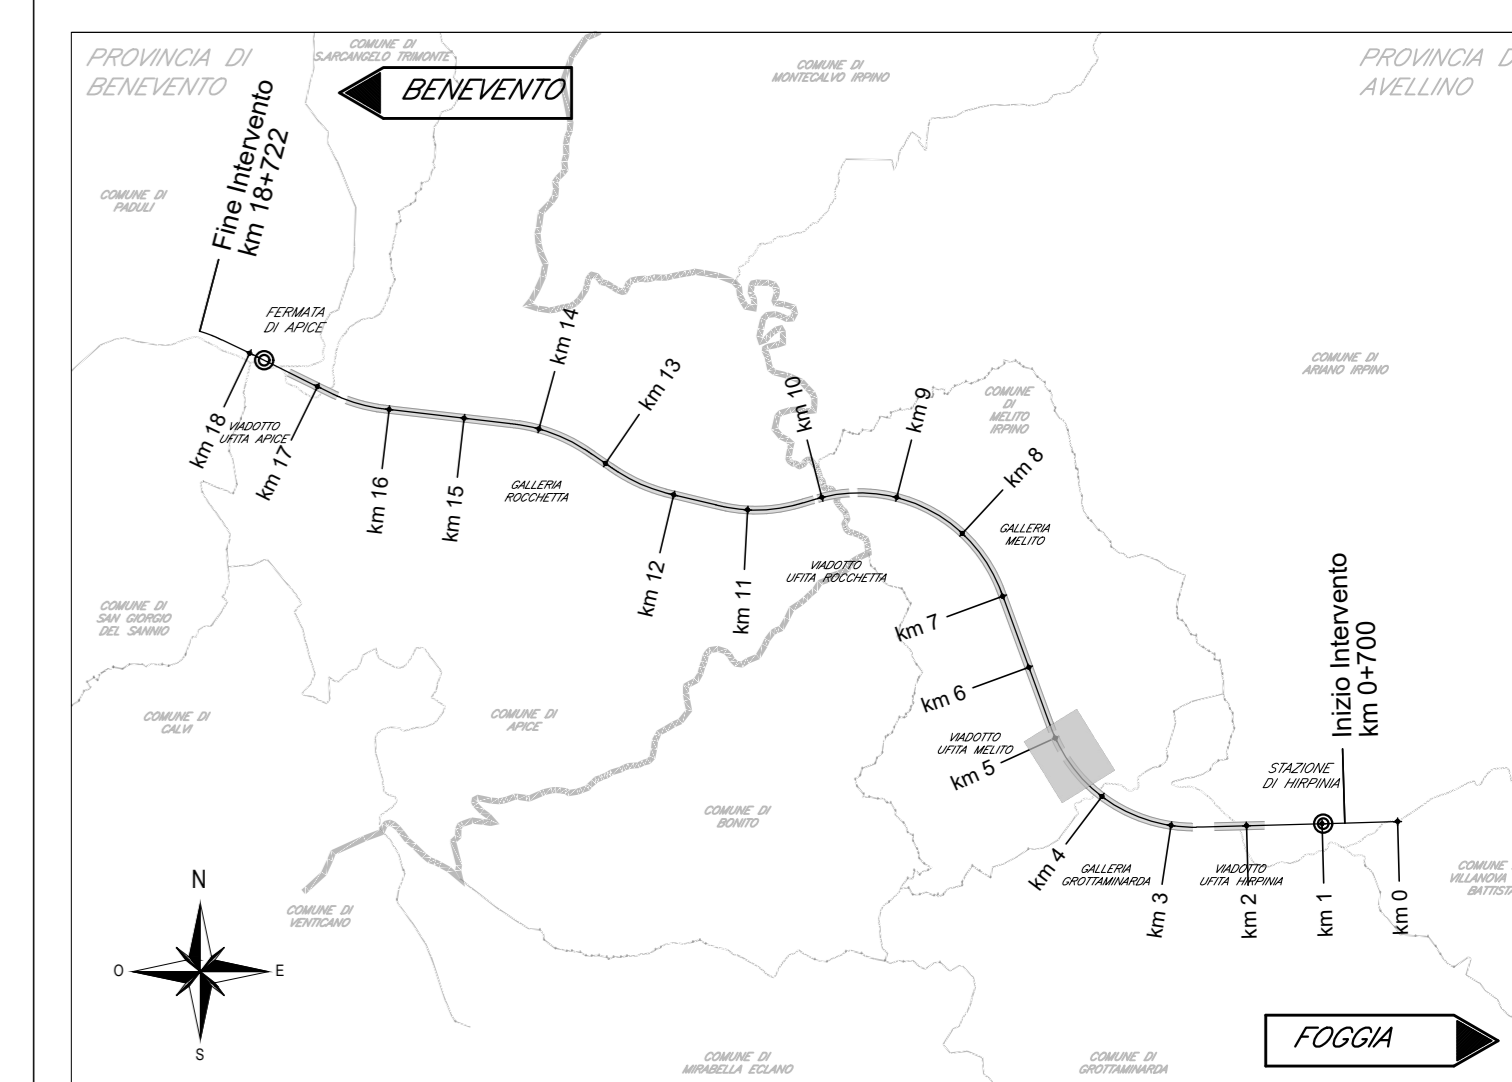 PROVINCIA DI
BENEVENTO
COMUNE DI
S.ARCANGELO TRIMONTE
BENEVENTO
COMUNE DI
MONTECALVO IRPINO
AVELLINO
Fine Intervento
km 18+722
COMUNE DI
PADULI
FERMATA
DI APICE
km 14
km 13
km 10
km 9
km 8
COMUNE DI
ARIANO IRPINO
COMUNE
DI
MELITO
IRPINO
km 18
VIADOTTO
UFITA APICE
km 17
km 16
km 15
GALLERIA
ROCCHETTA
GALLERIA
MELITO
VIADOTTO
UFITA ROCCHETTA
km 12
km 11
km 7
km 6
COMUNE DI
SAN GIORGIO
DEL SANNIO
Inizio Intervento
km 0+700
COMUNE DI
CALVI
COMUNE DI
APICE
VIADOTTO
UFITA MELITO
km 5
STAZIONE
DI HIRPINIA
COMUNE DI
BONITO
km 4
GALLERIA
GROTTAMINARDA
VIADOTTO
UFITA HIRPINIA
km 3
km 2
km 1
km 0
COMUNE
VILLANOVA
COMUNE DI
VENTICANO
N
O
E
S
FOGGIA
COMUNE DI
MIRABELLA ECLANO
COMUNE DI
GROTTAMINARDA
PROVINCIA